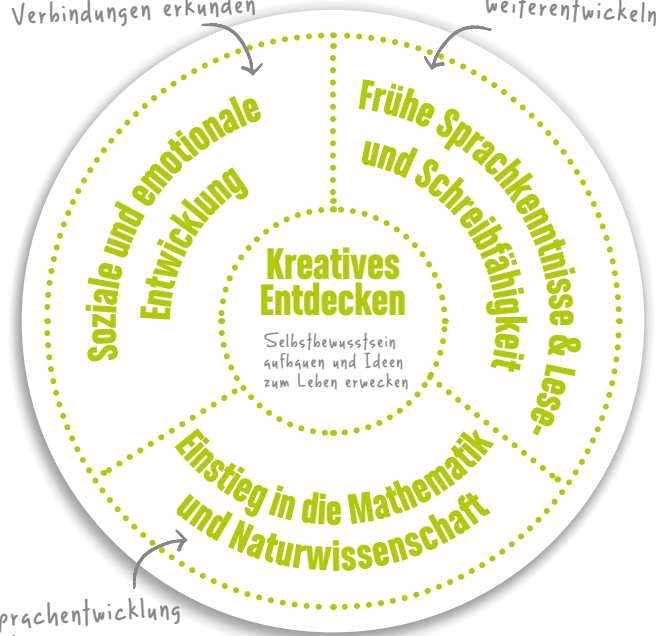 Verbindungen erkunden
weiterentwickeln
Soziale und emotionale
Entwicklung
Frühe Sprachkenntnisse & Lese-
und Schreibfähigkeit
Kreatives
Entdecken
Selbstbewusstsein
aufbauen und Ideen
zum Leben erwecken
Einstieg in die Mathematik
und Naturwissenschaft
prachentwicklung